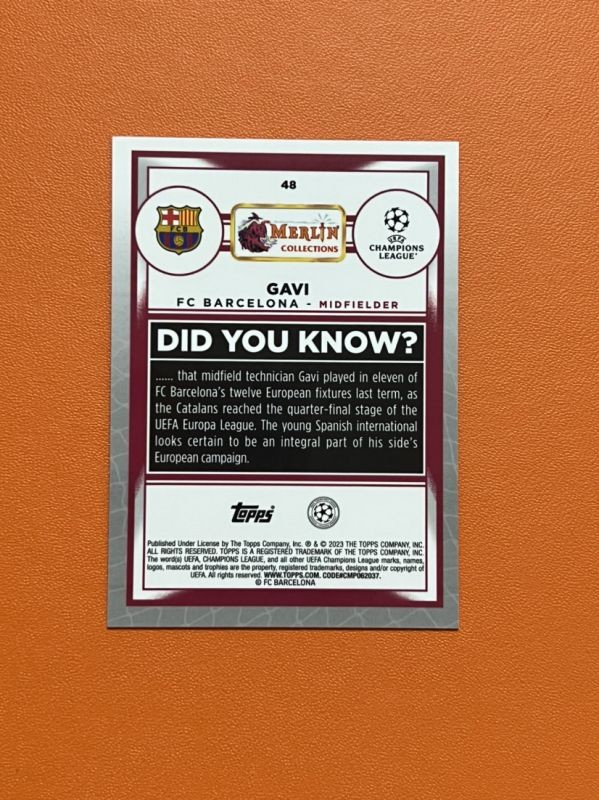 48
FCB
MERLIN
COLLECTIONS
UEFA
CHAMPIONS
LEAGUE
GAVI
FC BARCELONA - MIDFIELDER
DID YOU KNOW?
...... that midfield technician Gavi played in eleven of
FC Barcelona's twelve European fixtures last term, as
the Catalans reached the quarter-final stage of the
UEFA Europa League. The young Spanish international
looks certain to be an integral part of his side's
European campaign.
Topps
Published Under License by The Topps Company, Inc. ® & © 2023 THE TOPPS COMPANY, INC.
ALL RIGHTS RESERVED. TOPPS IS A REGISTERED TRADEMARK OF THE TOPPS COMPANY, INC.
The word(s) UEFA, CHAMPIONS LEAGUE, and all other UEFA Champions League marks, names,
logos, mascots and trophies are the property, registered trademarks, designs and/or copyright of
UEFA. All rights reserved. WWW.TOPPS.COM. CODE#CMP062037.
© FC BARCELONA